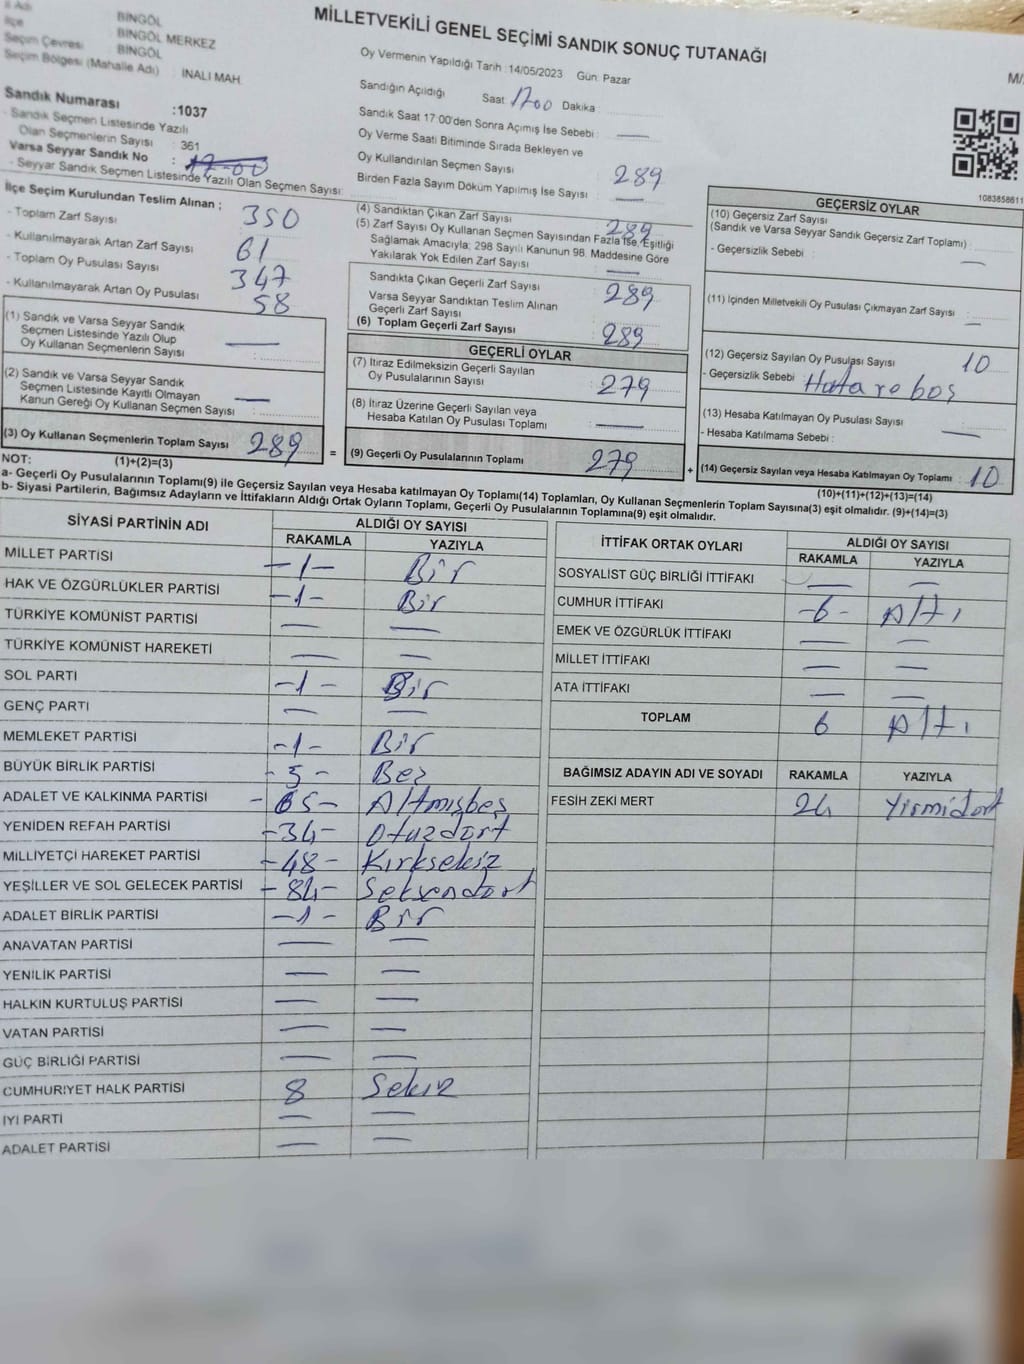 MİLLETVEKİLİ GENEL SEÇİMİ SANDIK SONUÇ TUTANAĞI
İl Adı BİNGÖL
İlçe BİNGÖL MERKEZ
Seçim Çevresi BİNGÖL
Seçim Bölgesi (Mahalle Adı) : İNALI MAH.
Sandık Numarası :1037
- Sandık Seçmen Listesinde Yazılı
Olan Seçmenlerin Sayısı : 361
Varsa Seyyar Sandık No : 17-00
- Seyyar Sandık Seçmen Listesinde Yazılı Olan Seçmen Sayısı:
Oy Vermenin Yapıldığı Tarih :14/05/2023 Gün: Pazar
Sandığın Açıldığı Saat: 1700 Dakika :
Sandık Saat 17:00'den Sonra Açımış İse Sebebi : —
Oy Verme Saati Bitiminde Sırada Bekleyen ve
Oy Kullandırılan Seçmen Sayısı : 289
Birden Fazla Sayım Döküm Yapılmış İse Sayısı : —
M/
1083858611
İlçe Seçim Kurulundan Teslim Alınan ;
- Toplam Zarf Sayısı 350
- Kullanılmayarak Artan Zarf Sayısı 61
- Toplam Oy Pusulası Sayısı 347
- Kullanılmayarak Artan Oy Pusulası 58
(1) Sandık ve Varsa Seyyar Sandık
Seçmen Listesinde Yazılı Olup
Oy Kullanan Seçmenlerin Sayısı : —
(2) Sandık ve Varsa Seyyar Sandık
Seçmen Listesinde Kayıtlı Olmayan
Kanun Gereği Oy Kullanan Seçmen Sayısı : —
(3) Oy Kullanan Seçmenlerin Toplam Sayısı : 289
(4) Sandıktan Çıkan Zarf Sayısı : 289
(5) Zarf Sayısı Oy Kullanan Seçmen Sayısından Fazla İse, Eşitliği
Sağlamak Amacıyla; 298 Sayılı Kanunun 98. Maddesine Göre
Yakılarak Yok Edilen Zarf Sayısı : —
Sandıkta Çıkan Geçerli Zarf Sayısı : 289
Varsa Seyyar Sandıktan Teslim Alınan
Geçerli Zarf Sayısı : —
(6) Toplam Geçerli Zarf Sayısı : 289
GEÇERLİ OYLAR
(7) İtiraz Edilmeksizin Geçerli Sayılan
Oy Pusulalarının Sayısı : 279
(8) İtiraz Üzerine Geçerli Sayılan veya
Hesaba Katılan Oy Pusulası Toplamı : —
= (9) Geçerli Oy Pusulalarının Toplamı : 279
GEÇERSİZ OYLAR
(10) Geçersiz Zarf Sayısı
(Sandık ve Varsa Seyyar Sandık Geçersiz Zarf Toplamı) :
- Geçersizlik Sebebi : —
(11) İçinden Milletvekili Oy Pusulası Çıkmayan Zarf Sayısı : —
(12) Geçersiz Sayılan Oy Pusulası Sayısı : 10
- Geçersizlik Sebebi : Hata re boş
(13) Hesaba Katılmayan Oy Pusulası Sayısı : —
- Hesaba Katılmama Sebebi :
+ (14) Geçersiz Sayılan veya Hesaba Katılmayan Oy Toplamı : 10
NOT: (1)+(2)=(3) (10)+(11)+(12)+(13)=(14)
a- Geçerli Oy Pusulalarının Toplamı(9) ile Geçersiz Sayılan veya Hesaba katılmayan Oy Toplamı(14) Toplamları, Oy Kullanan Seçmenlerin Toplam Sayısına(3) eşit olmalıdır. (9)+(14)=(3)
b- Siyasi Partilerin, Bağımsız Adayların ve İttifakların Aldığı Ortak Oyların Toplamı, Geçerli Oy Pusulalarının Toplamına(9) eşit olmalıdır.
SİYASİ PARTİNİN ADI ALDIĞI OY SAYISI
RAKAMLA YAZIYLA
MİLLET PARTİSİ -1- Bir
HAK VE ÖZGÜRLÜKLER PARTİSİ -1- Bir
TÜRKİYE KOMÜNİST PARTİSİ — —
TÜRKİYE KOMÜNİST HAREKETİ — —
SOL PARTİ -1- Bir
GENÇ PARTİ — —
MEMLEKET PARTİSİ -1- Bir
BÜYÜK BİRLİK PARTİSİ -5- Beş
ADALET VE KALKINMA PARTİSİ -65- Altmışbeş
YENİDEN REFAH PARTİSİ -34- Otuzdört
MİLLİYETÇİ HAREKET PARTİSİ -48- Kırksekiz
YEŞİLLER VE SOL GELECEK PARTİSİ -84- Seksendört
ADALET BİRLİK PARTİSİ -1- Bir
ANAVATAN PARTİSİ — —
YENİLİK PARTİSİ — —
HALKIN KURTULUŞ PARTİSİ — —
VATAN PARTİSİ — —
GÜÇ BİRLİĞİ PARTİSİ — —
CUMHURİYET HALK PARTİSİ 8 Sekiz
İYİ PARTİ — —
ADALET PARTİSİ — —
İTTİFAK ORTAK OYLARI ALDIĞI OY SAYISI
RAKAMLA YAZIYLA
SOSYALİST GÜÇ BİRLİĞİ İTTİFAKI — —
CUMHUR İTTİFAKI -6- Altı
EMEK VE ÖZGÜRLÜK İTTİFAKI — —
MİLLET İTTİFAKI — —
ATA İTTİFAKI — —
TOPLAM 6 Altı
BAĞIMSIZ ADAYIN ADI VE SOYADI RAKAMLA YAZIYLA
FESİH ZEKİ MERT 24 Yirmidört